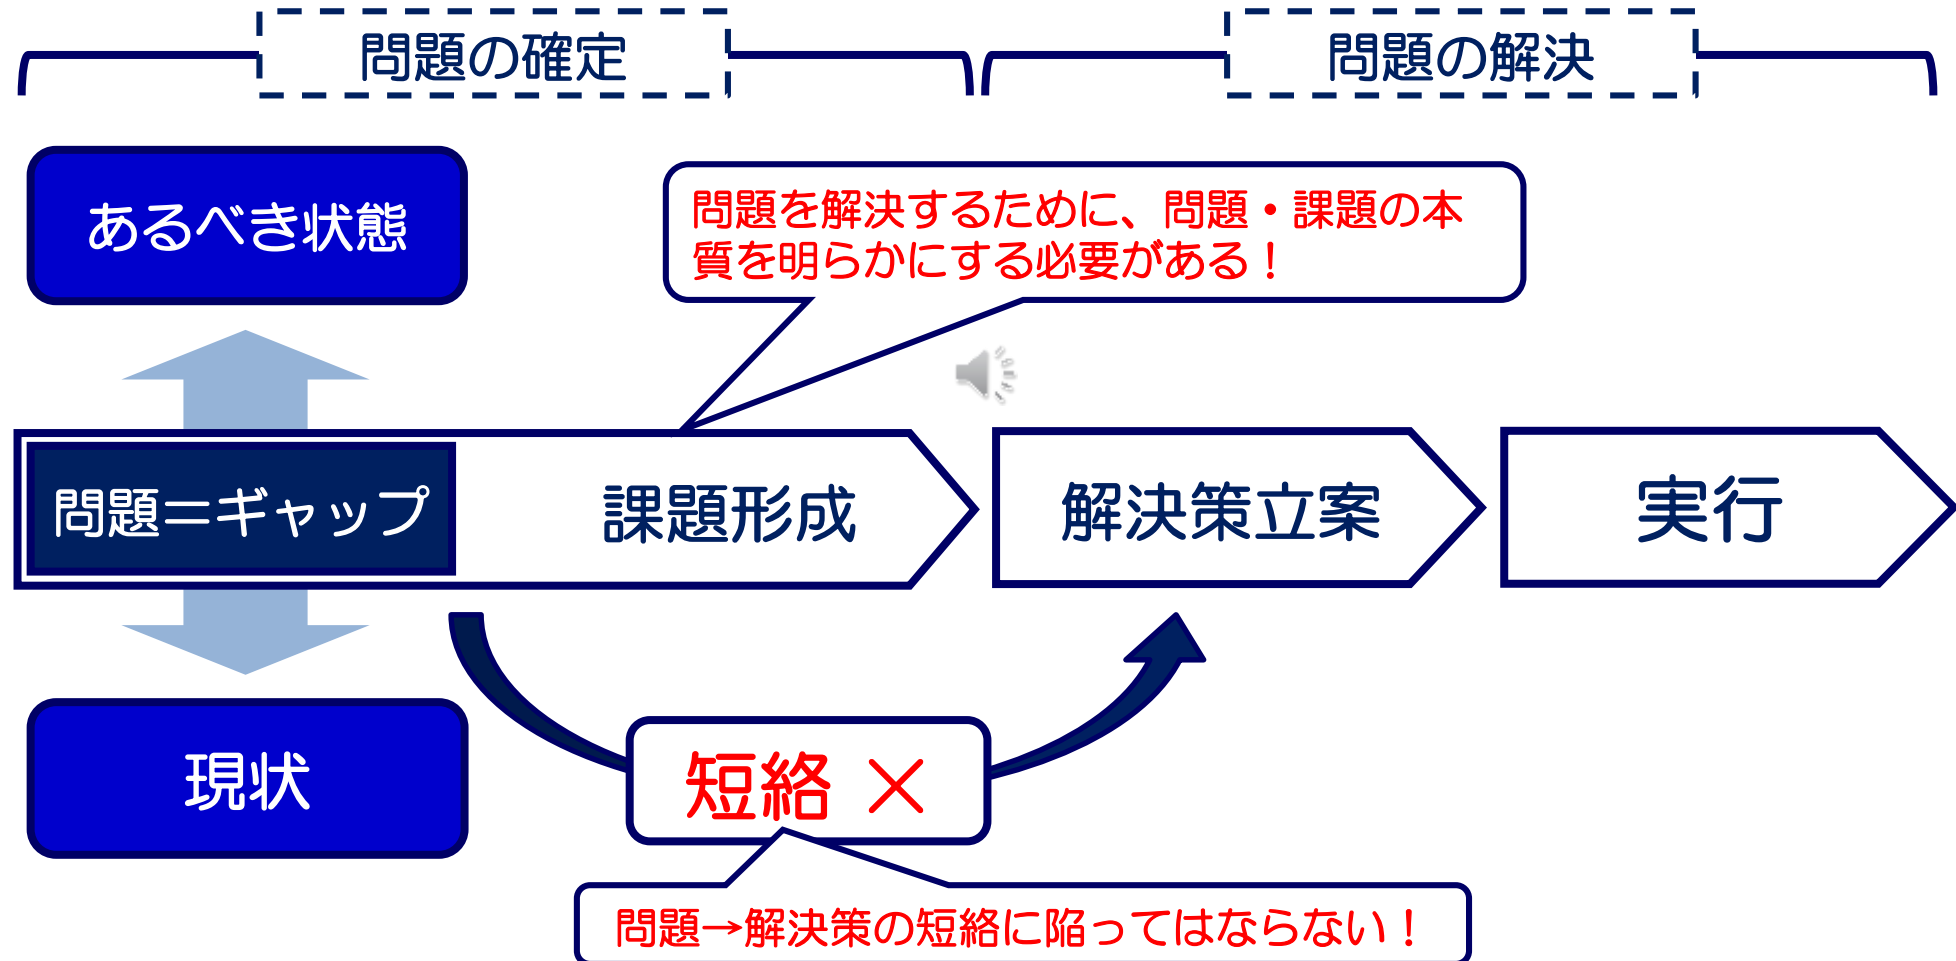 問題の確定
問題の解決
あるべき状態
問題を解決するために、問題・課題の本
質を明らかにする必要がある！
問題＝ギャップ
課題形成
解決策立案
実行
現状
短絡 ×
問題→解決策の短絡に陥ってはならない！